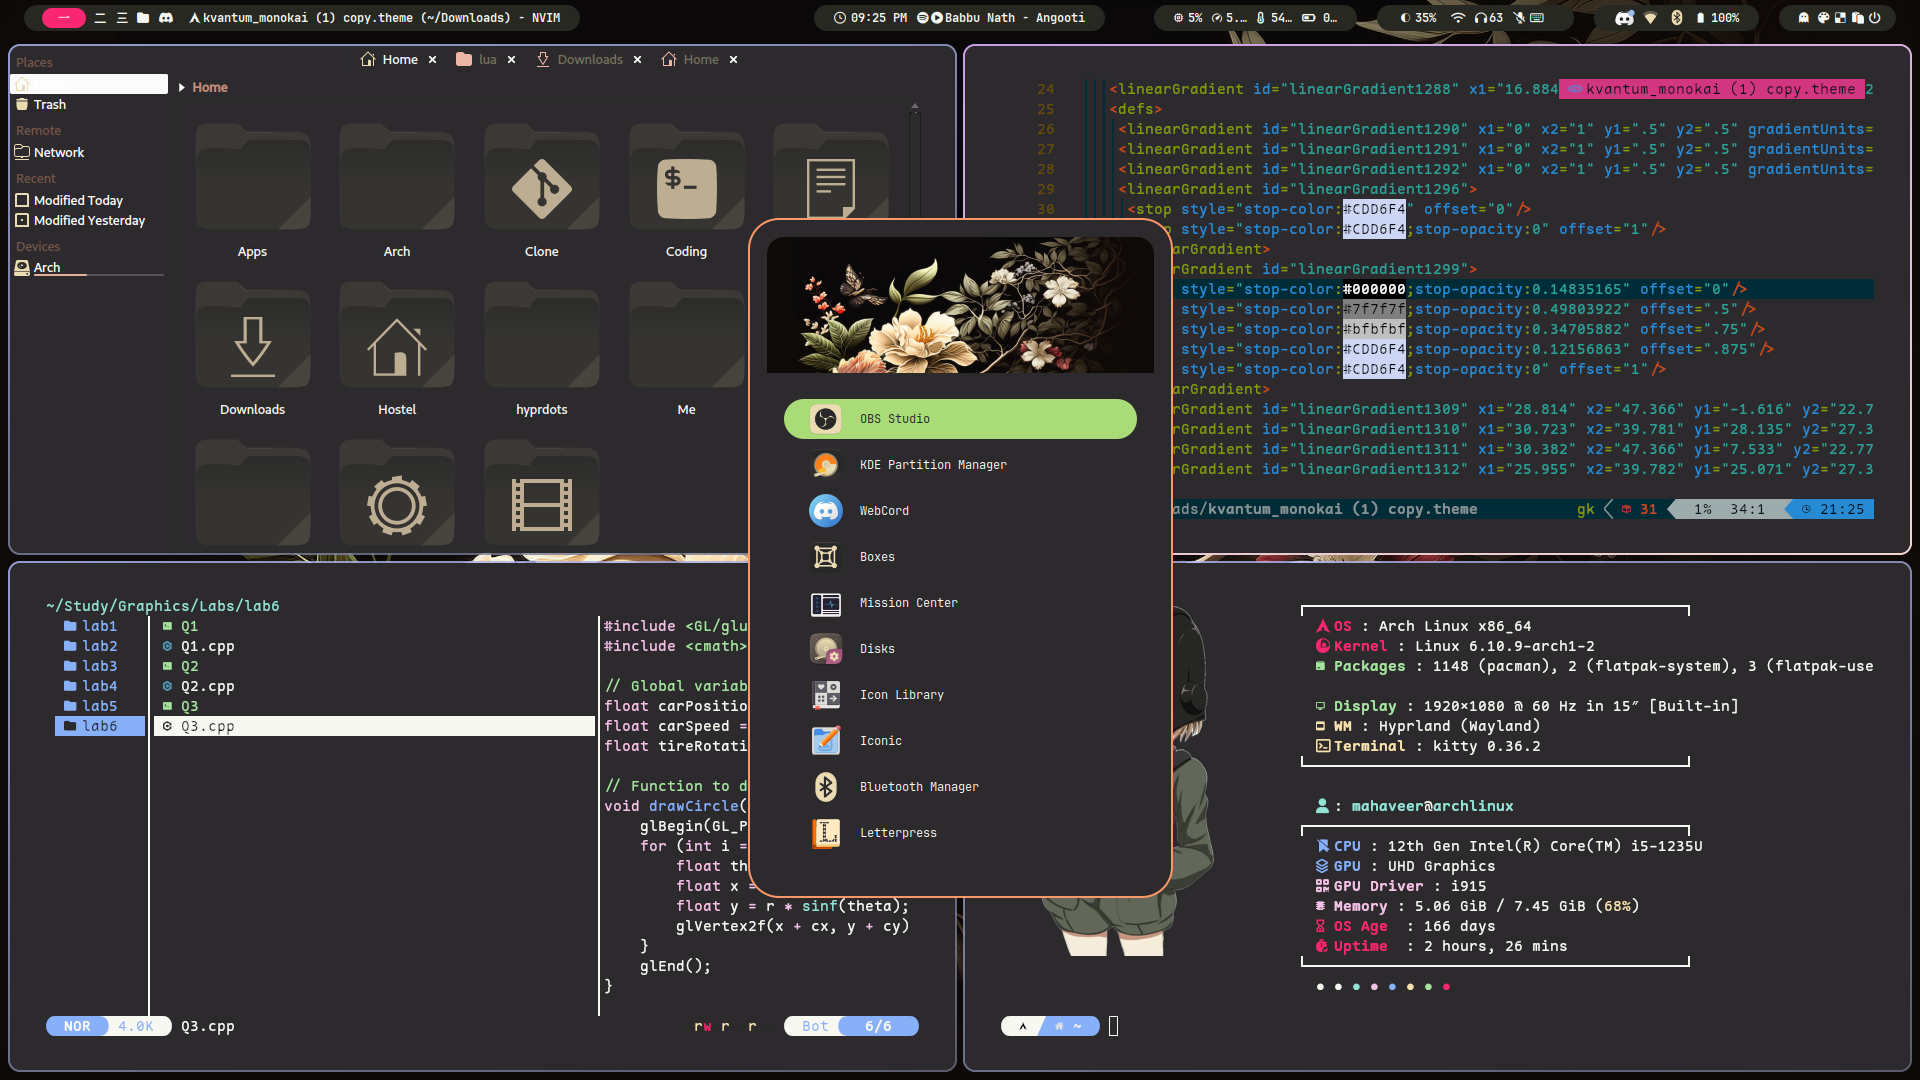 kvantum_monokai (1) copy.theme (~/Downloads) - NVIM
09:25 PM Babbu Nath - Angooti
5% 5... 54... 0...
35% 63
100%
Places
Trash
Remote
Network
Recent
Modified Today
Modified Yesterday
Devices
Arch
Home × lua × Downloads × Home ×
Home
Apps
Arch
Clone
$_
Coding
Downloads
Hostel
hyprdots
Me
kvantum_monokai (1) copy.theme
24 <linearGradient id="linearGradient1288" x1="16.884 2
25 <defs>
26 <linearGradient id="linearGradient1290" x1="0" x2="1" y1=".5" y2=".5" gradientUnits=
27 <linearGradient id="linearGradient1291" x1="0" x2="1" y1=".5" y2=".5" gradientUnits=
28 <linearGradient id="linearGradient1292" x1="0" x2="1" y1=".5" y2=".5" gradientUnits=
29 <linearGradient id="linearGradient1296">
30 <stop style="stop-color:#CDD6F4" offset="0"/>
p style="stop-color:#CDD6F4;stop-opacity:0" offset="1"/>
earGradient>
rGradient id="linearGradient1299">
style="stop-color:#000000;stop-opacity:0.14835165" offset="0"/>
style="stop-color:#7f7f7f;stop-opacity:0.49803922" offset=".5"/>
style="stop-color:#bfbfbf;stop-opacity:0.34705882" offset=".75"/>
style="stop-color:#CDD6F4;stop-opacity:0.12156863" offset=".875"/>
style="stop-color:#CDD6F4;stop-opacity:0" offset="1"/>
earGradient>
rGradient id="linearGradient1309" x1="28.814" x2="47.366" y1="-1.616" y2="22.7
rGradient id="linearGradient1310" x1="30.723" x2="39.781" y1="28.135" y2="27.3
rGradient id="linearGradient1311" x1="30.382" x2="47.366" y1="7.533" y2="22.77
rGradient id="linearGradient1312" x1="25.955" x2="39.782" y1="25.071" y2="27.3
ads/kvantum_monokai (1) copy.theme gk 31 1% 34:1 21:25
OBS Studio
KDE Partition Manager
WebCord
Boxes
Mission Center
Disks
Icon Library
Iconic
Bluetooth Manager
Letterpress
~/Study/Graphics/Labs/lab6
lab1
lab2
lab3
lab4
lab5
lab6
Q1
Q1.cpp
Q2
Q2.cpp
Q3
Q3.cpp
#include <GL/glu
#include <cmath>
// Global variab
float carPositio
float carSpeed =
float tireRotati
// Function to d
void drawCircle(
glBegin(GL_P
for (int i =
float th
float x =
float y = r * sinf(theta);
glVertex2f(x + cx, y + cy)
}
glEnd();
}
NOR 4.0K Q3.cpp rw r r Bot 6/6
OS : Arch Linux x86_64
Kernel : Linux 6.10.9-arch1-2
Packages : 1148 (pacman), 2 (flatpak-system), 3 (flatpak-use
Display : 1920×1080 @ 60 Hz in 15″ [Built-in]
WM : Hyprland (Wayland)
Terminal : kitty 0.36.2
: mahaveer@archlinux
CPU : 12th Gen Intel(R) Core(TM) i5-1235U
GPU : UHD Graphics
GPU Driver : i915
Memory : 5.06 GiB / 7.45 GiB (68%)
OS Age : 166 days
Uptime : 2 hours, 26 mins
~